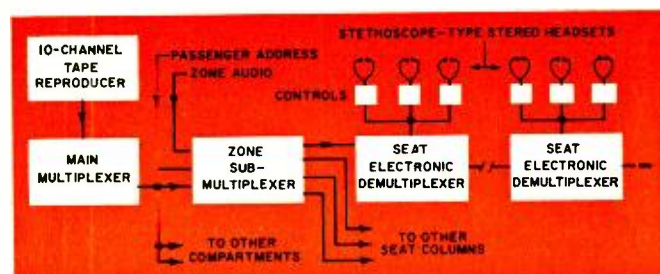 STETHOSCOPE-TYPE STEREO HEADSETS
10-CHANNEL
TAPE
REPRODUCER
PASSENGER ADDRESS
ZONE AUDIO
CONTROLS
MAIN
MULTIPLEXER
ZONE
SUB-
MULTIPLEXER
SEAT
ELECTRONIC
DEMULTIPLEXER
SEAT
ELECTRONIC
DEMULTIPLEXER
TO OTHER
COMPARTMENTS
TO OTHER
SEAT COLUMNS